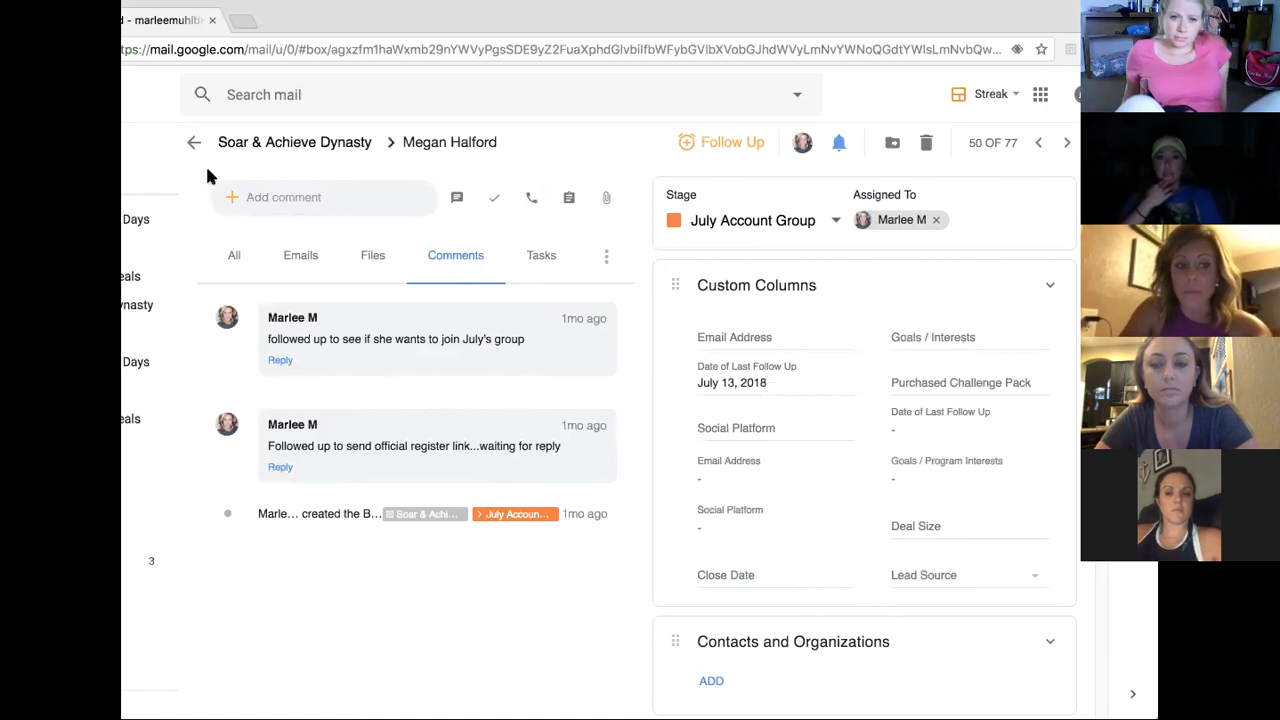 d - marleemuhlb
ttps://mail.google.com/mail/u/0/#box/agxzfm1haWxmb29nYWVyPgsSDE9yZ2FuaXphdGlvbiIfbWFybGVlbXVobGJhdWVyLmNvYWNoQGdtYWlsLmNvbQw...
Search mail
Streak
Soar & Achieve Dynasty > Megan Halford
Follow Up
50 OF 77
Add comment
Days
eals
ynasty
Days
eals
3
All Emails Files Comments Tasks
Marlee M 1mo ago
followed up to see if she wants to join July's group
Reply
Marlee M 1mo ago
Followed up to send official register link...waiting for reply
Reply
Marle... created the B... Soar & Achi... > July Accoun... 1mo ago
Stage
July Account Group
Assigned To
Marlee M ×
Custom Columns
Email Address
Goals / Interests
Date of Last Follow Up
July 13, 2018
Purchased Challenge Pack
Social Platform
Date of Last Follow Up
-
Email Address
-
Goals / Program Interests
-
Social Platform
-
Deal Size
Close Date
Lead Source
Contacts and Organizations
ADD